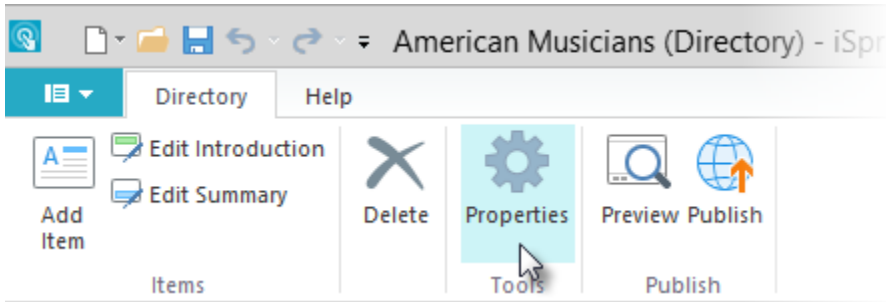 American Musicians (Directory) - iSpr
Directory Help
Edit Introduction
Edit Summary
Add
Item
Delete
Properties
Preview Publish
Items
Tools
Publish